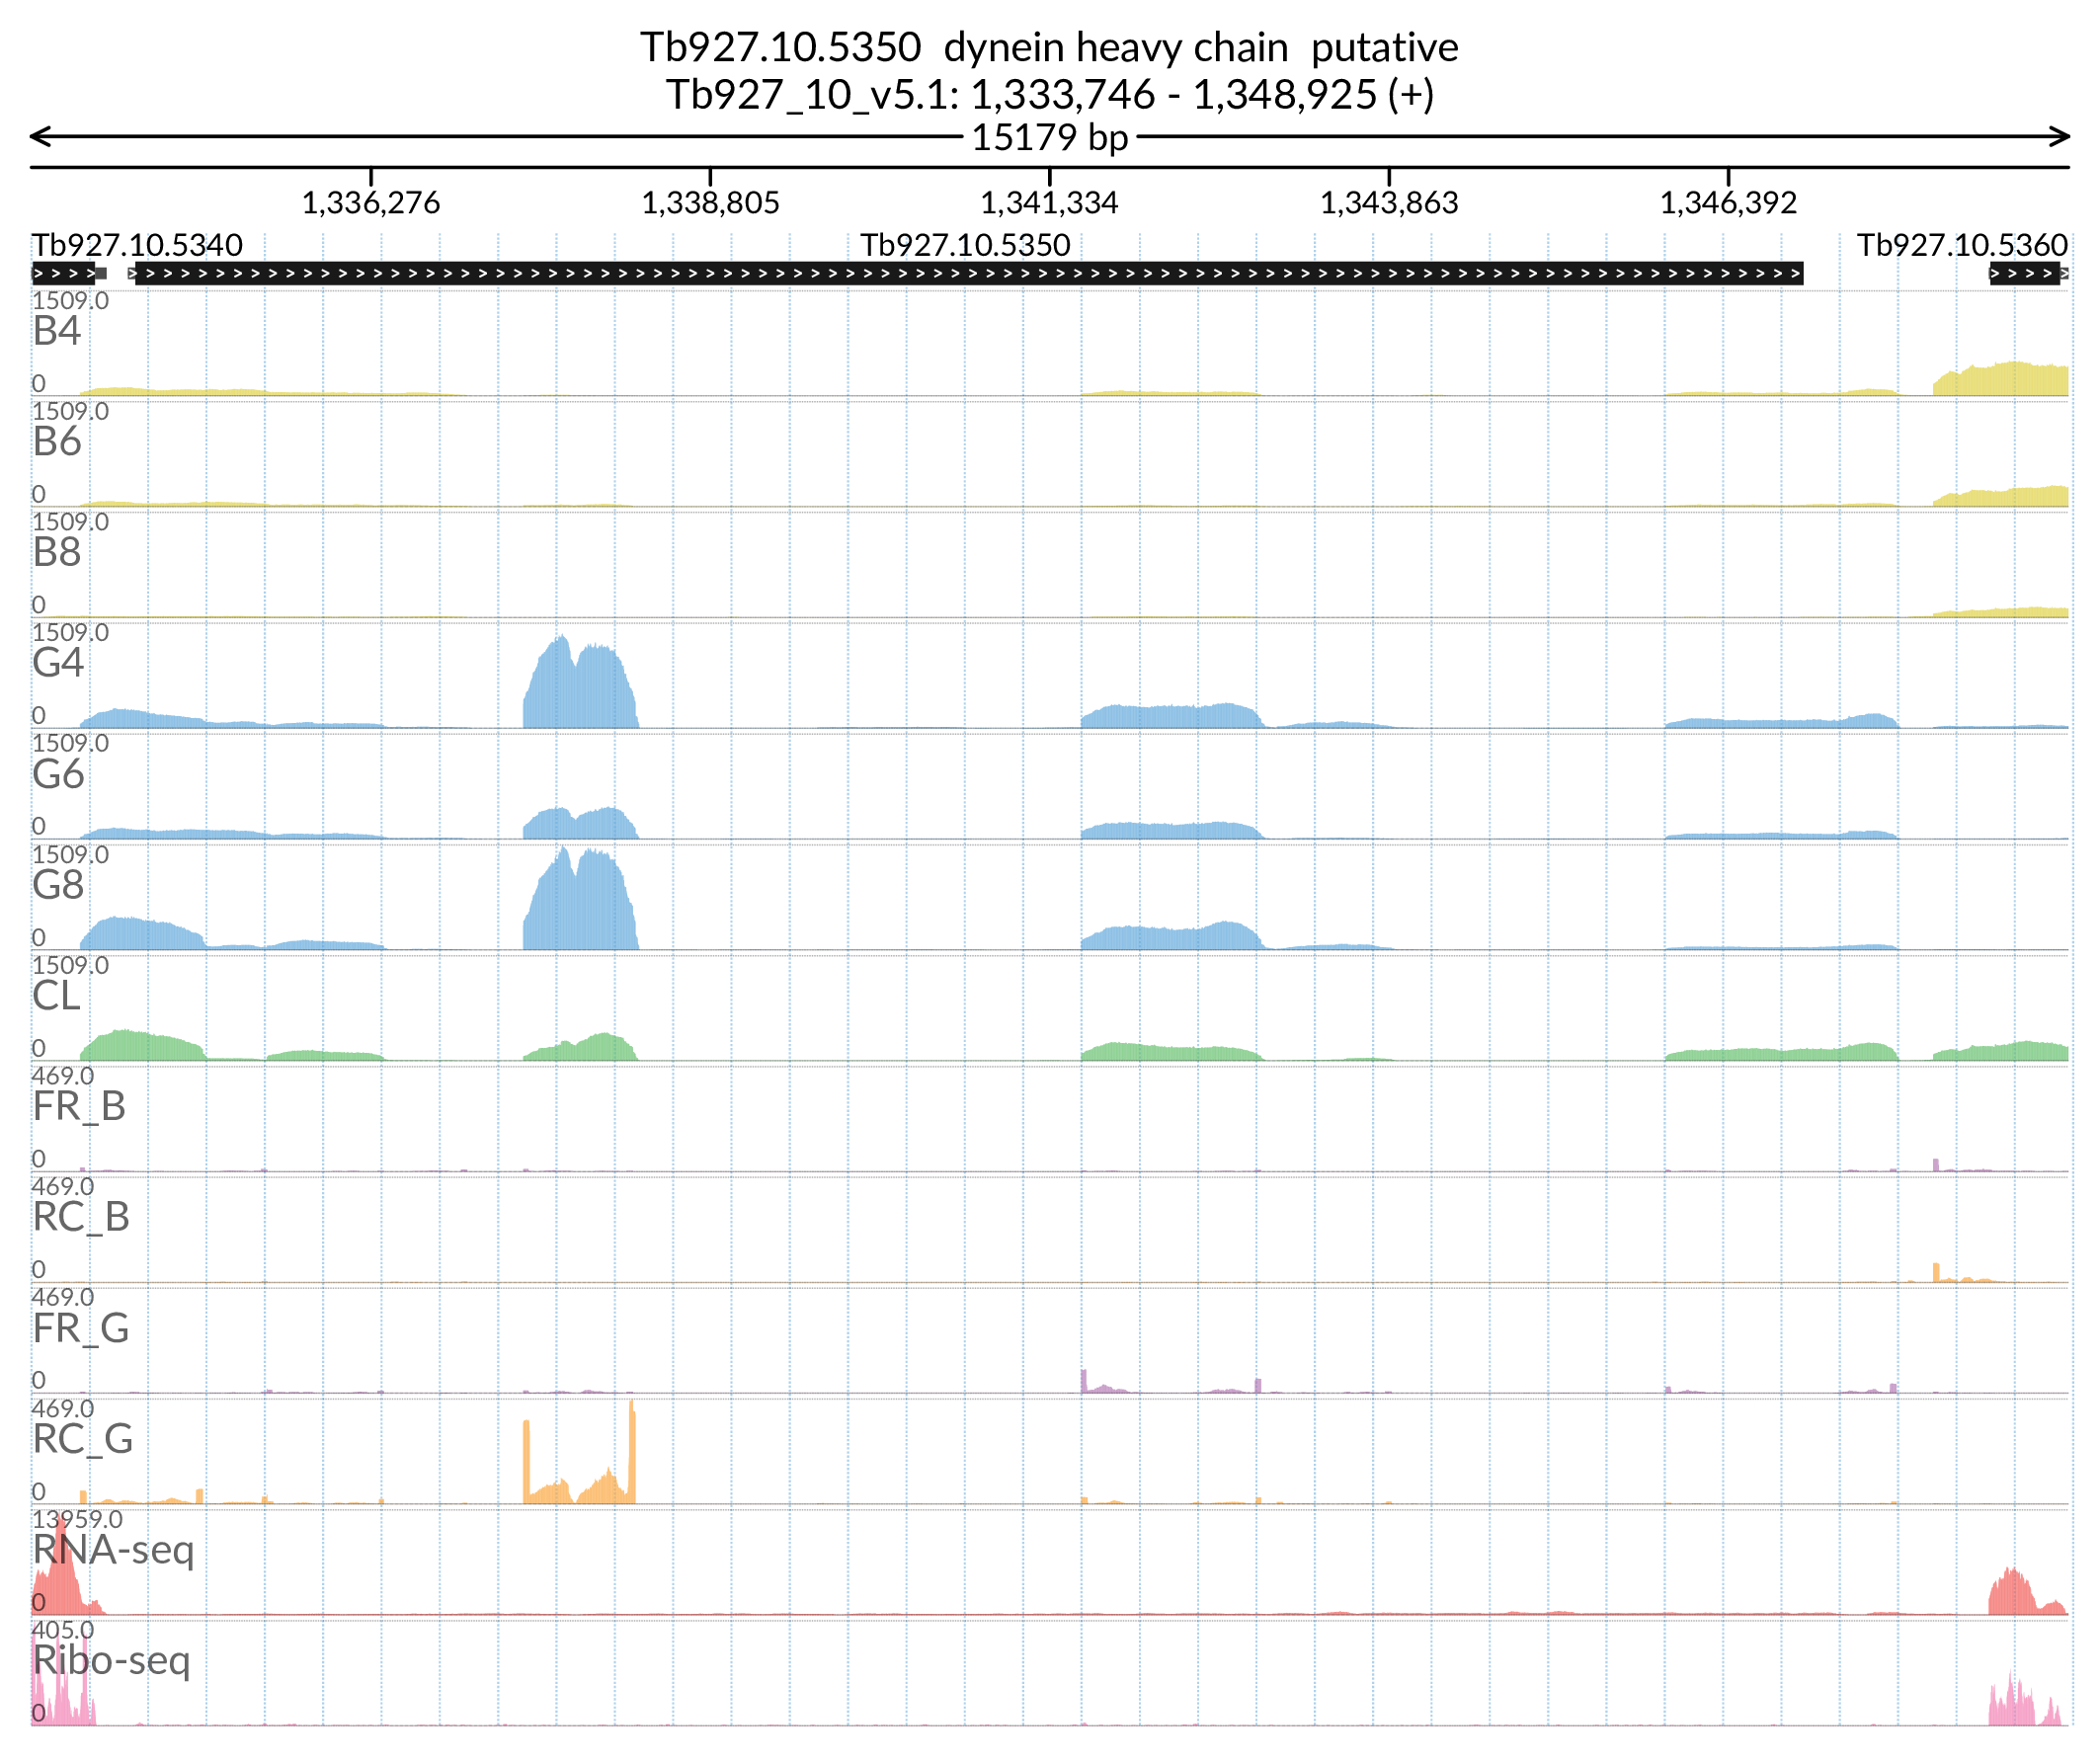 Tb927.10.5350 dynein heavy chain putative
Tb927_10_v5.1: 1,333,746 - 1,348,925 (+)
15179 bp
1,336,276 1,338,805 1,341,334 1,343,863 1,346,392
Tb927.10.5340 Tb927.10.5350 Tb927.10.5360
1509.0
B4
0
1509.0
B6
0
1509.0
B8
0
1509.0
G4
0
1509.0
G6
0
1509.0
G8
0
1509.0
CL
0
469.0
FR_B
0
469.0
RC_B
0
469.0
FR_G
0
469.0
RC_G
0
13959.0
RNA-seq
0
405.0
Ribo-seq
0